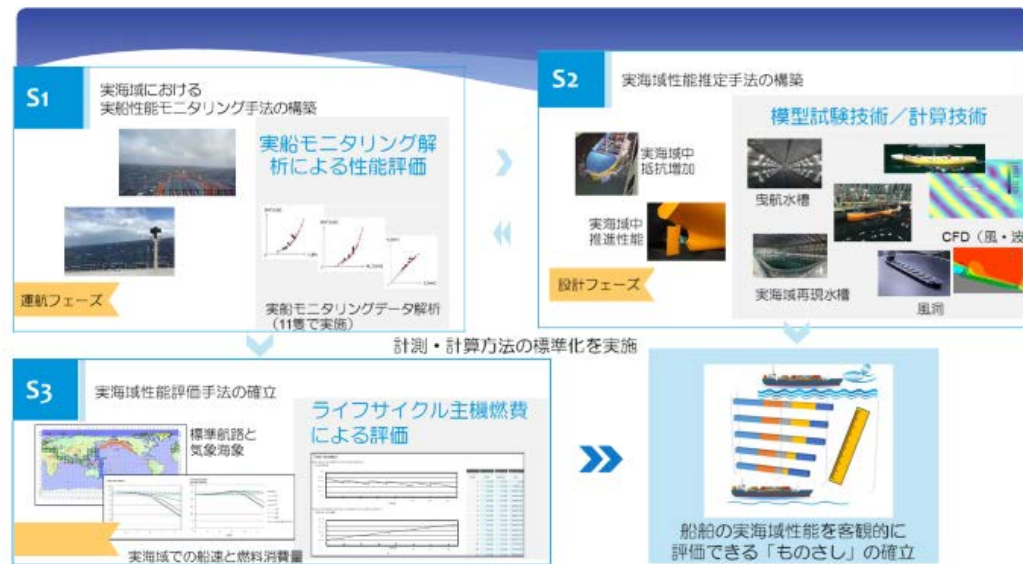 S1
実海域における
実船性能モニタリング手法の構築
実船モニタリング解
析による性能評価
運航フェーズ
実船モニタリングデータ解析
（11隻で実施）
S2
実海域性能推定手法の構築
模型試験技術／計算技術
実海域中
抵抗増加
曳航水槽
実海域中
推進性能
CFD（風・波
設計フェーズ
実海域再現水槽
風洞
計測・計算方法の標準化を実施
S3
実海域性能評価手法の確立
標準航路と
気象海象
ライフサイクル主機燃費
による評価
実海域での船速と燃料消費量
船舶の実海域性能を客観的に
評価できる「ものさし」の確立